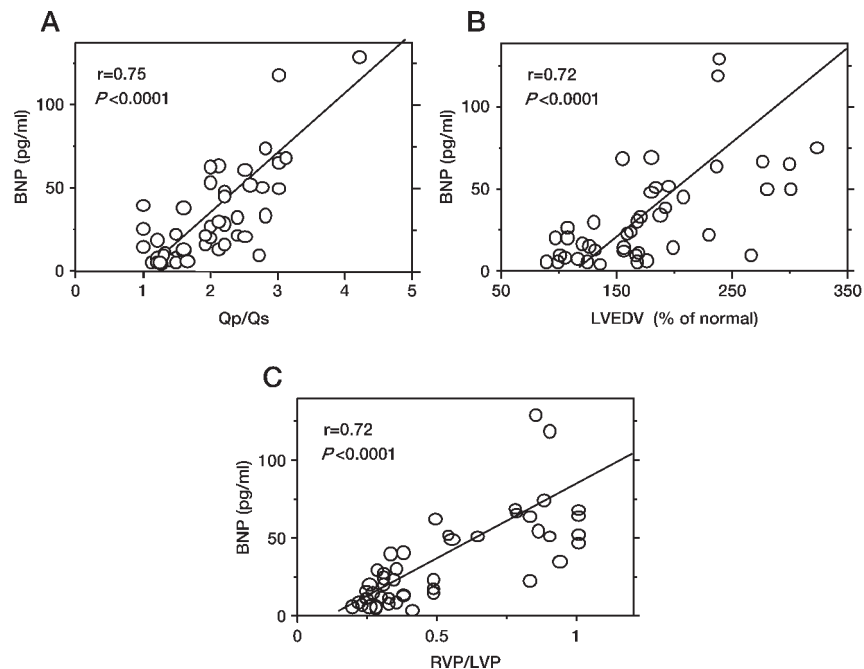 A
B
r=0.75
P<0.0001
r=0.72
P<0.0001
BNP (pg/ml)
BNP (pg/ml)
100
50
0
100
50
0
0 1 2 3 4 5
50 150 250 350
Qp/Qs
LVEDV (% of normal)
C
r=0.72
P<0.0001
BNP (pg/ml)
100
50
0
0 0.5 1
RVP/LVP